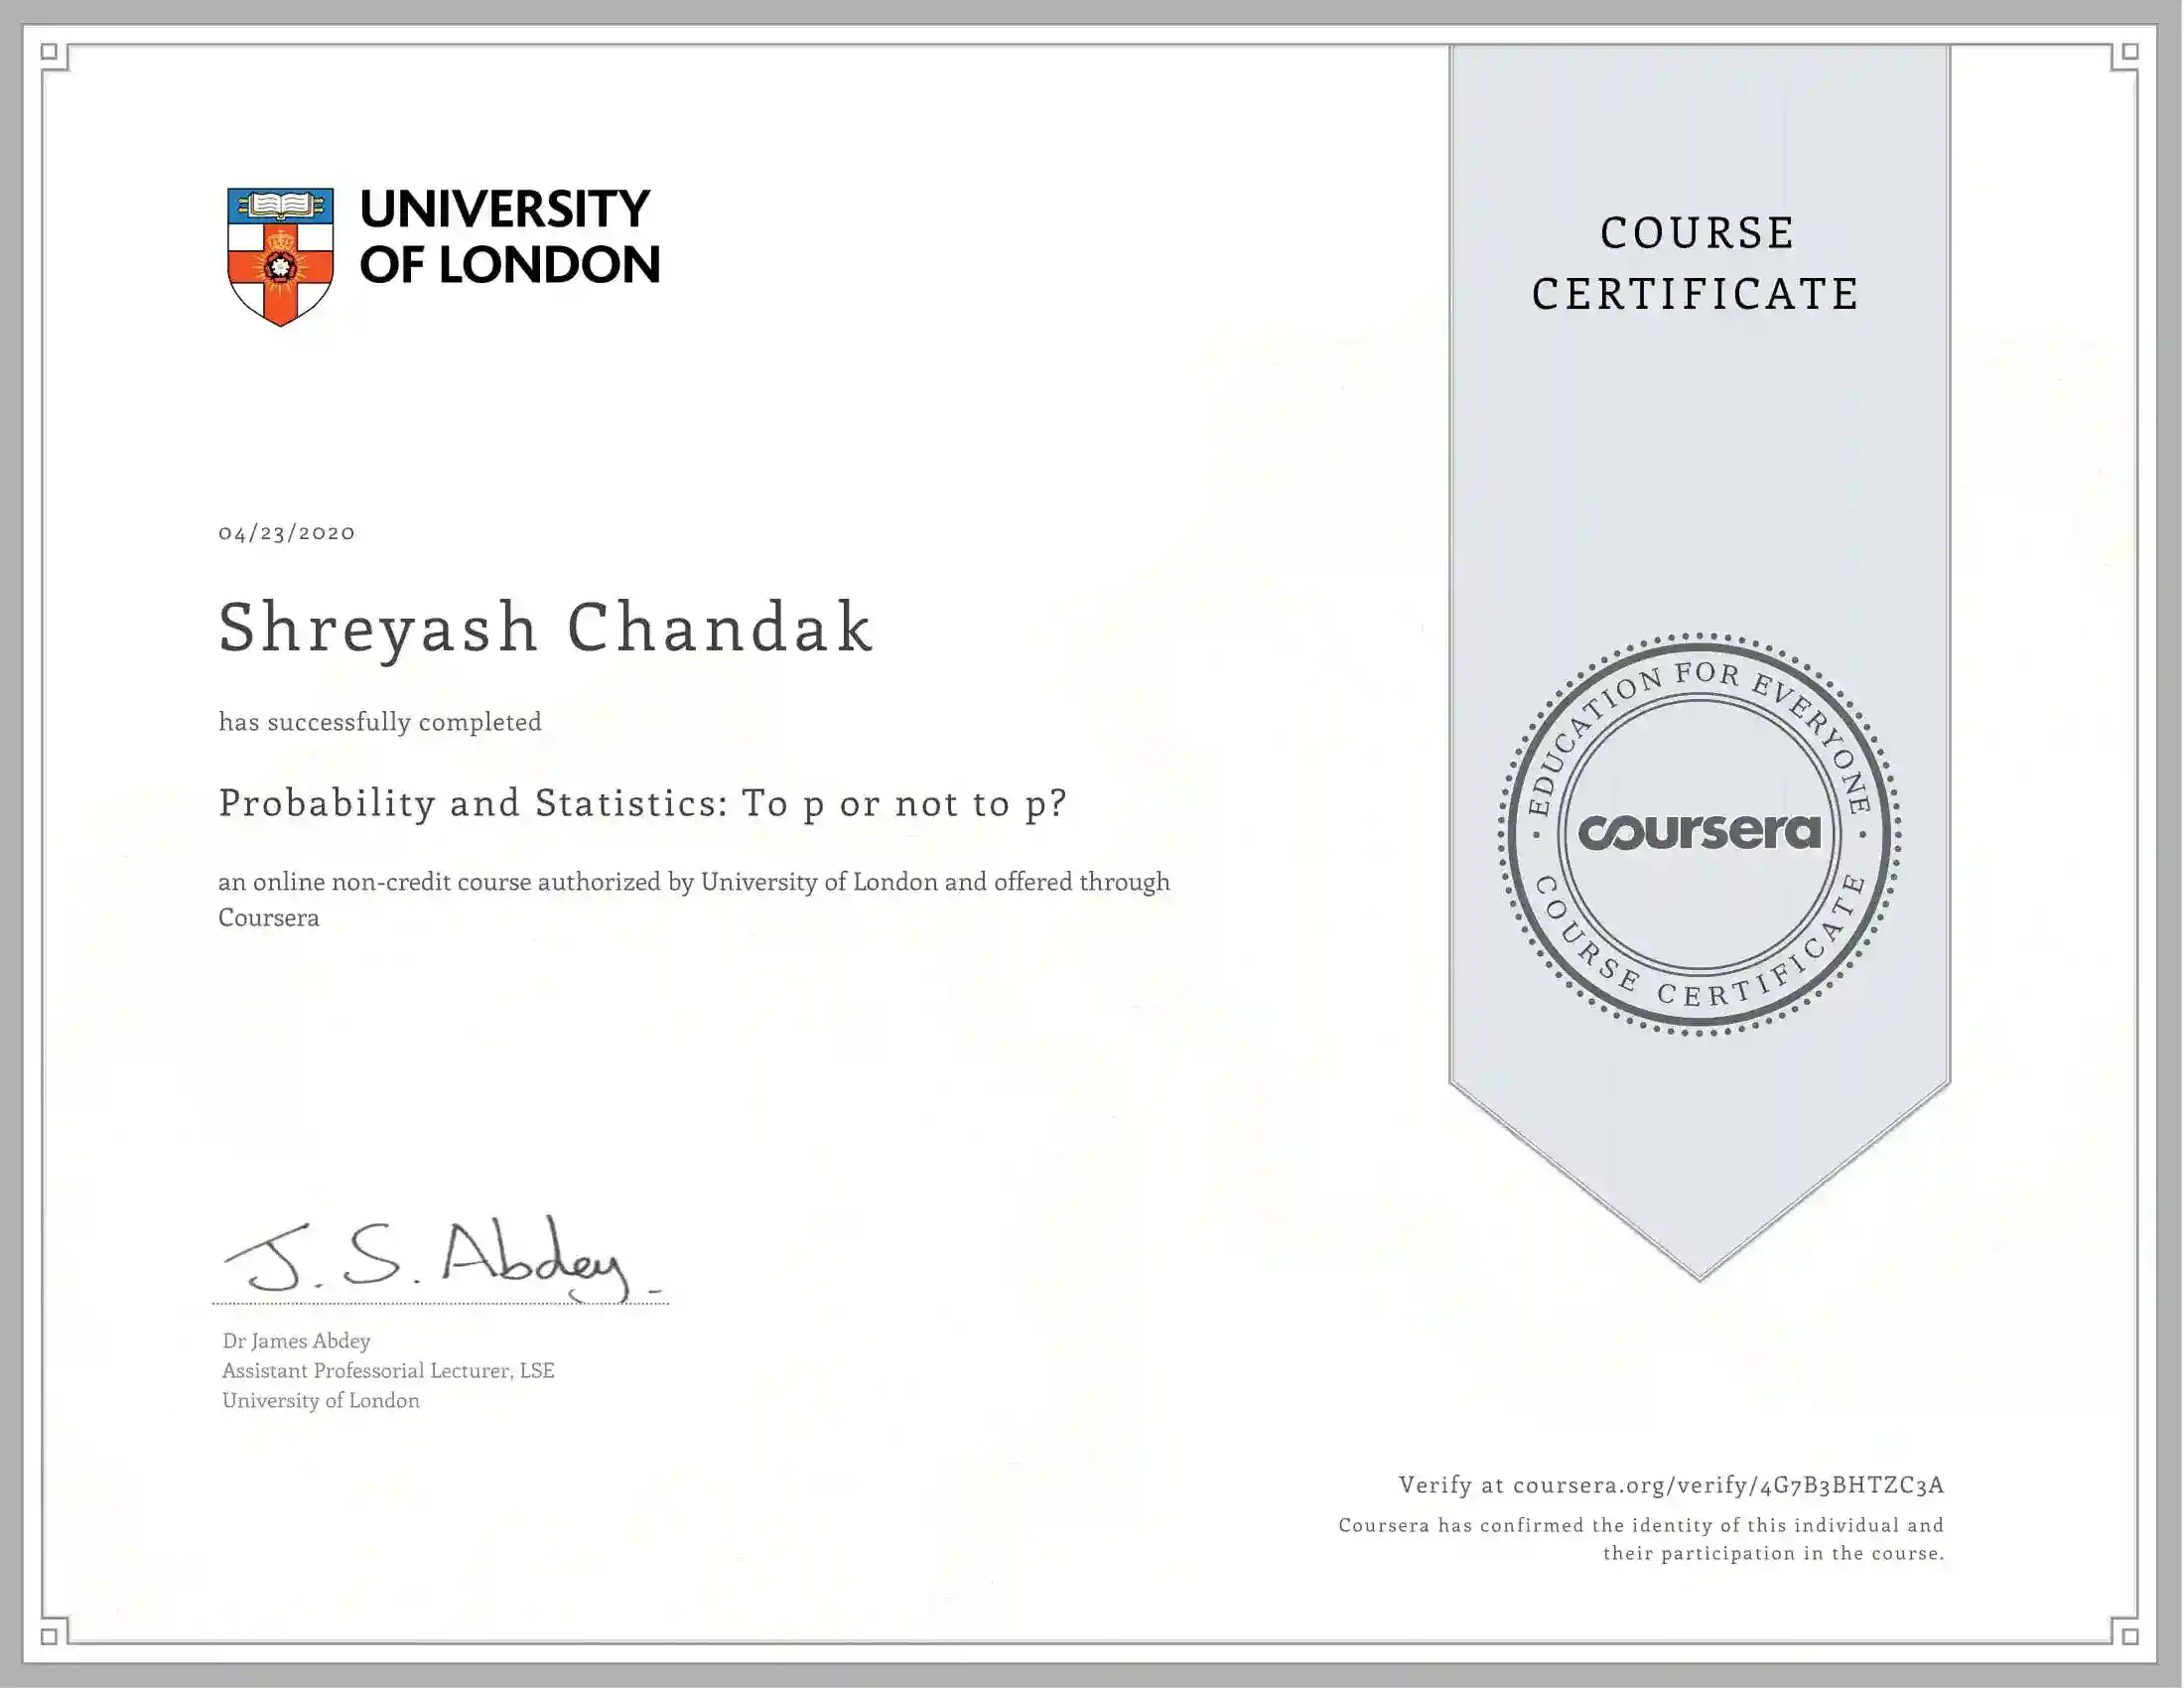 UNIVERSITY
OF LONDON
COURSE
CERTIFICATE
04/23/2020
Shreyash Chandak
has successfully completed
Probability and Statistics: To p or not to p?
an online non-credit course authorized by University of London and offered through
Coursera
EDUCATION FOR EVERYONE
coursera
COURSE CERTIFICATE
J. S. Abdey
Dr James Abdey
Assistant Professorial Lecturer, LSE
University of London
Verify at coursera.org/verify/4G7B3BHTZC3A
Coursera has confirmed the identity of this individual and
their participation in the course.